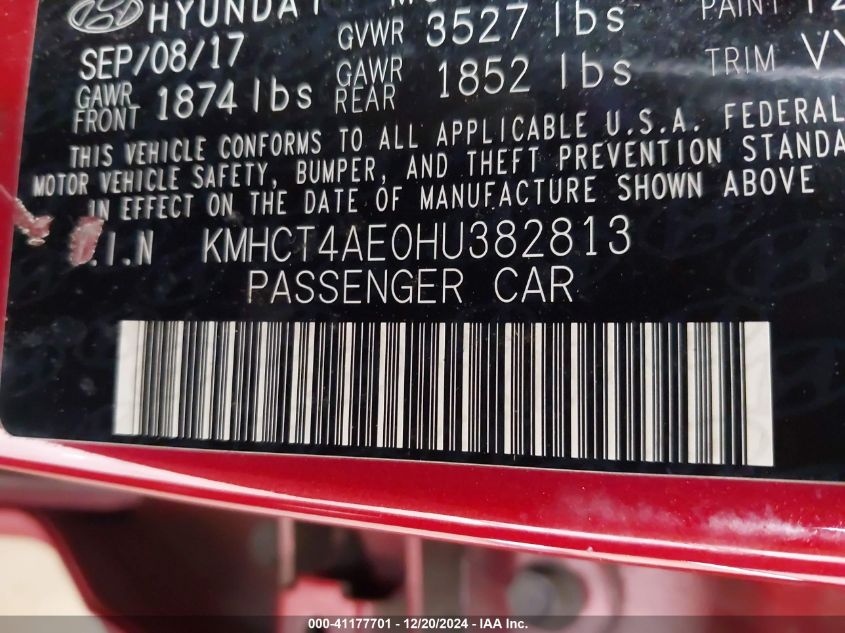 HYUNDAI
PAINT
SEP/08/17 GVWR 3527 lbs
GAWR FRONT 1874 lbs GAWR REAR 1852 lbs TRIM
THIS VEHICLE CONFORMS TO ALL APPLICABLE U.S.A. FEDERAL
MOTOR VEHICLE SAFETY, BUMPER, AND THEFT PREVENTION STANDA
IN EFFECT ON THE DATE OF MANUFACTURE SHOWN ABOVE
.I.N KMHCT4AE0HU382813
PASSENGER CAR
000-41177701 - 12/20/2024 - IAA Inc.